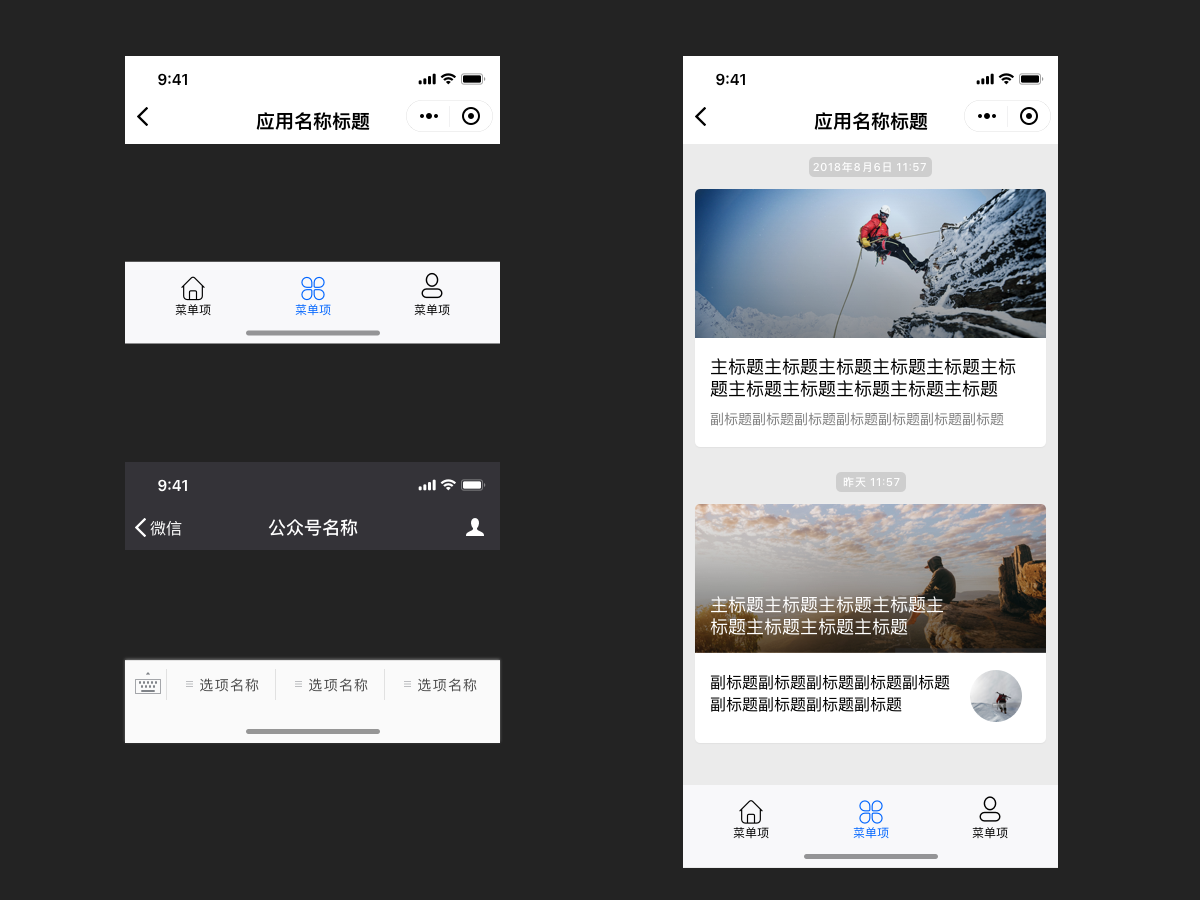 9:41
应用名称标题
菜单项
菜单项
菜单项
9:41
微信
公众号名称
选项名称
选项名称
选项名称
9:41
应用名称标题
2018年8月6日 11:57
主标题主标题主标题主标题主标题主标
题主标题主标题主标题主标题主标题
副标题副标题副标题副标题副标题副标题副标题
昨天 11:57
主标题主标题主标题主标题主
标题主标题主标题主标题
副标题副标题副标题副标题副标题
副标题副标题副标题副标题
菜单项
菜单项
菜单项